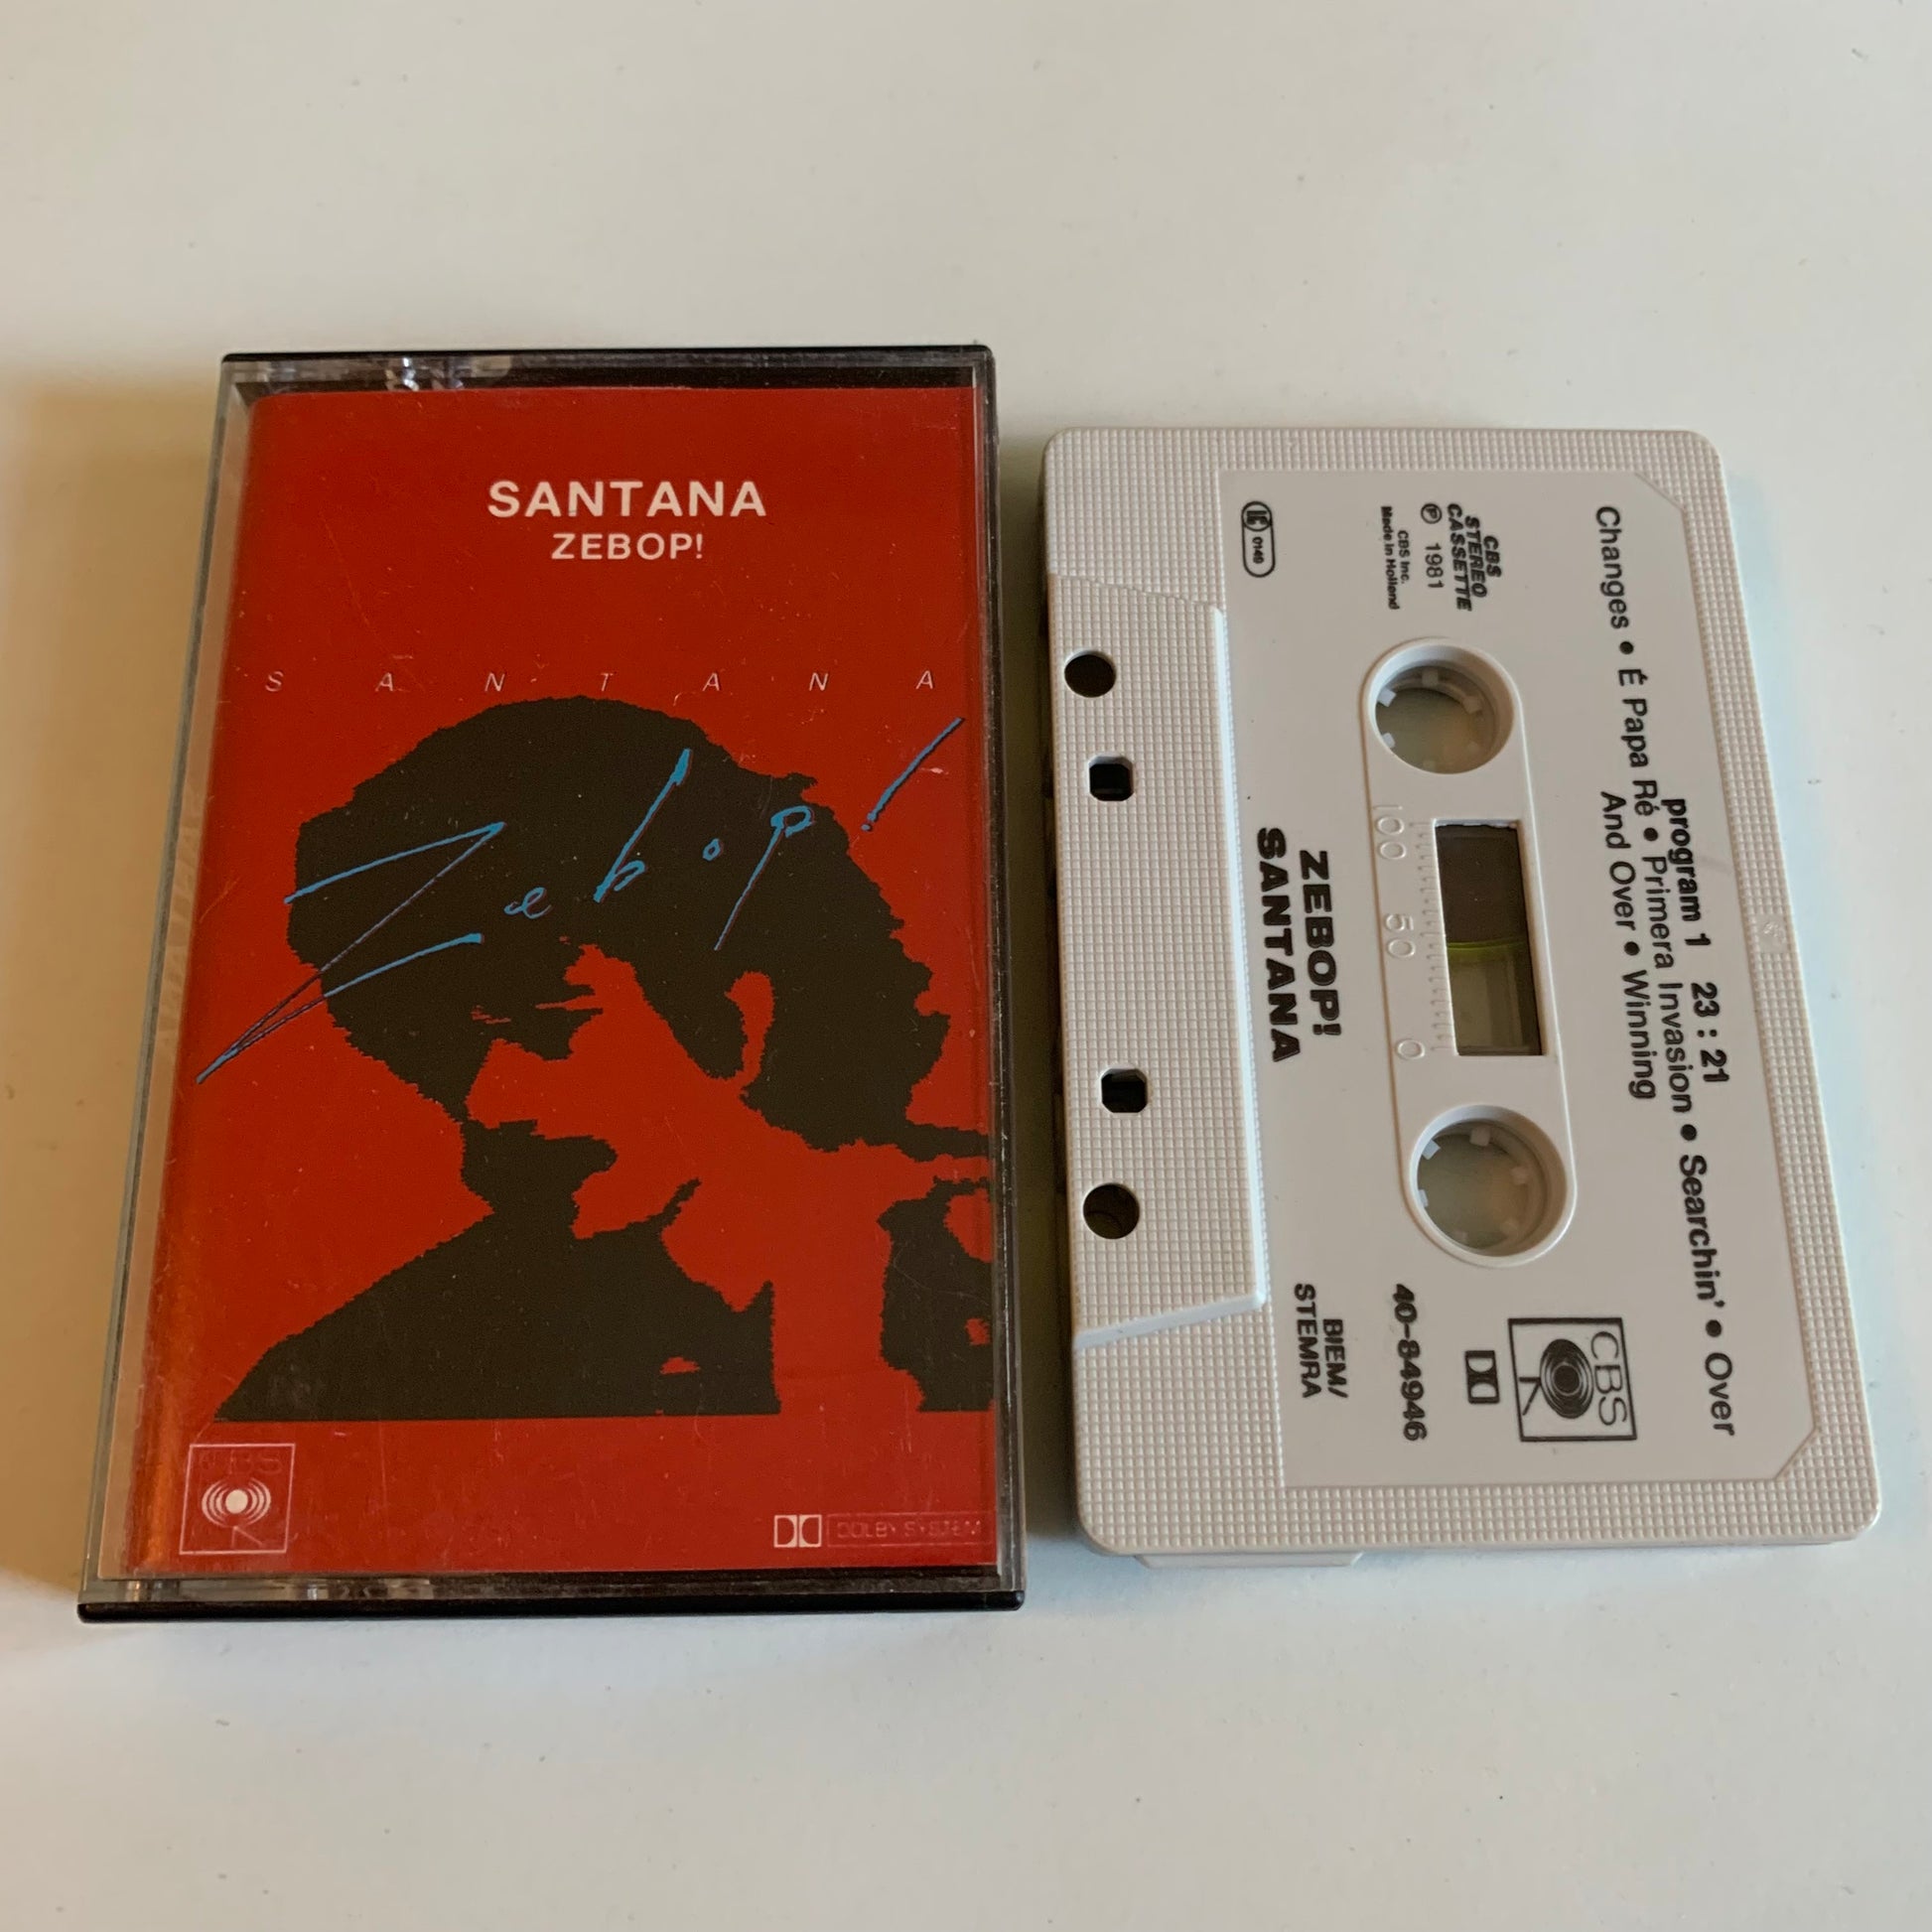 SANTANA
ZEBOP!
SANTANA
Zebop!
CBS
DOLBY SYSTEM
program 1 23 : 21
Changes • É Papa Ré • Primera Invasion • Searchin' • Over
And Over • Winning
CBS
STEREO
CASSETTE
℗ 1981
CBS Inc.
Made in Holland
CBS
40-84946
100 50 0
BIEM/
STEMRA
ZEBOP!
SANTANA